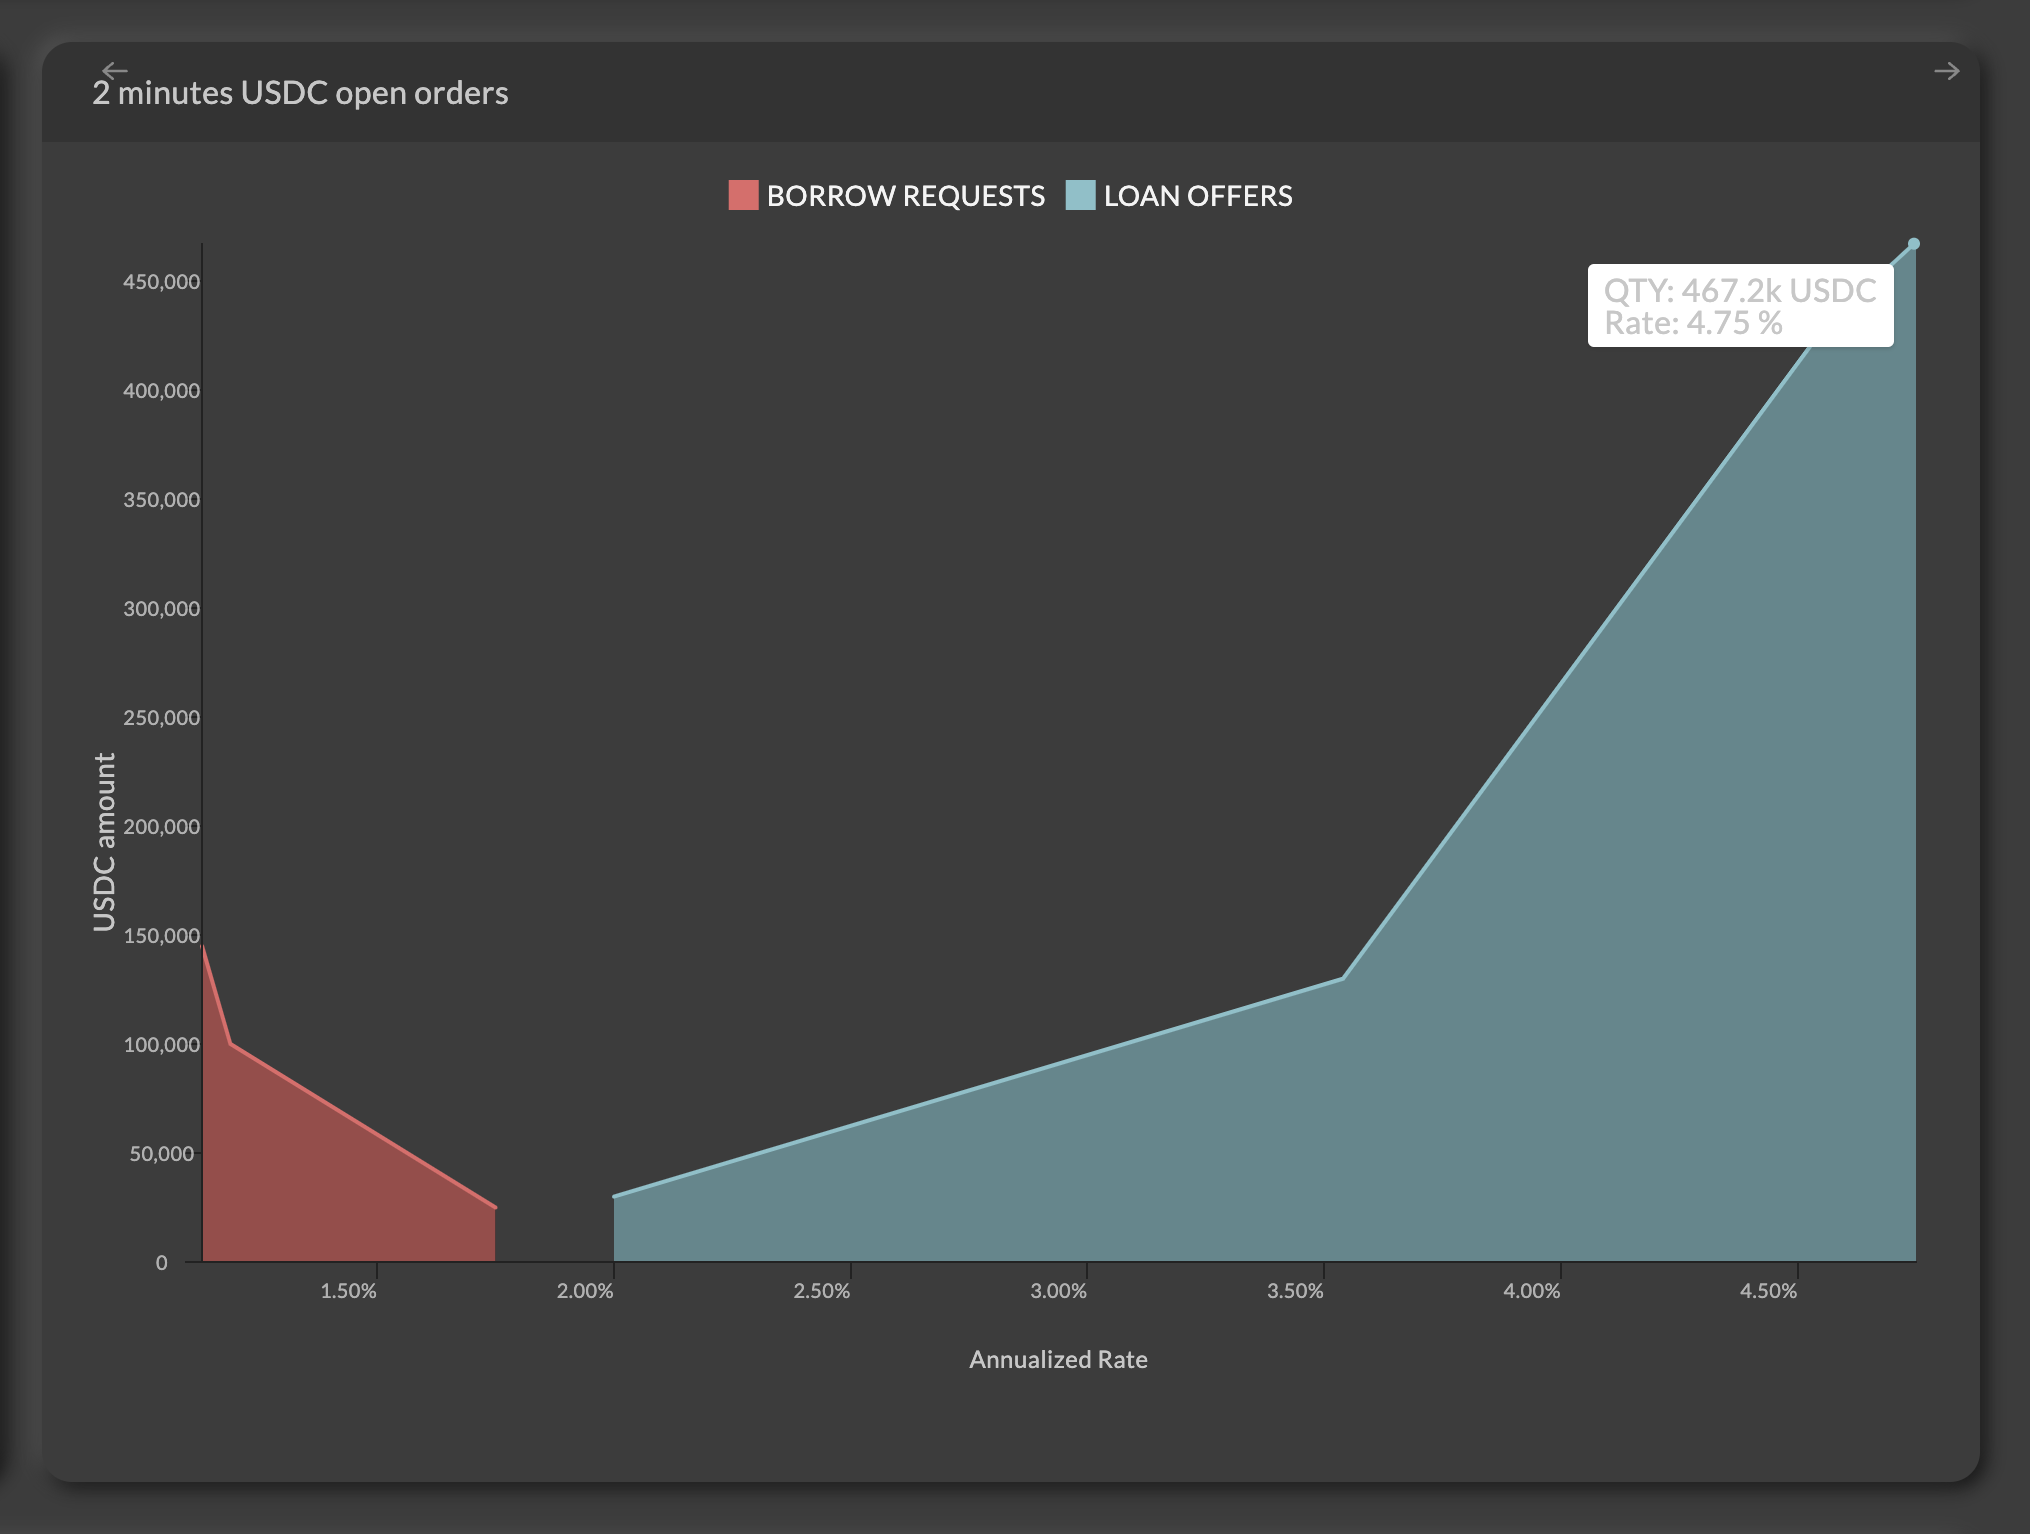 2 minutes USDC open orders
BORROW REQUESTS LOAN OFFERS
450,000
QTY: 467.2k USDC
Rate: 4.75 %
400,000
350,000
300,000
250,000
200,000
USDC amount
150,000
100,000
50,000
0
1.50% 2.00% 2.50% 3.00% 3.50% 4.00% 4.50%
Annualized Rate